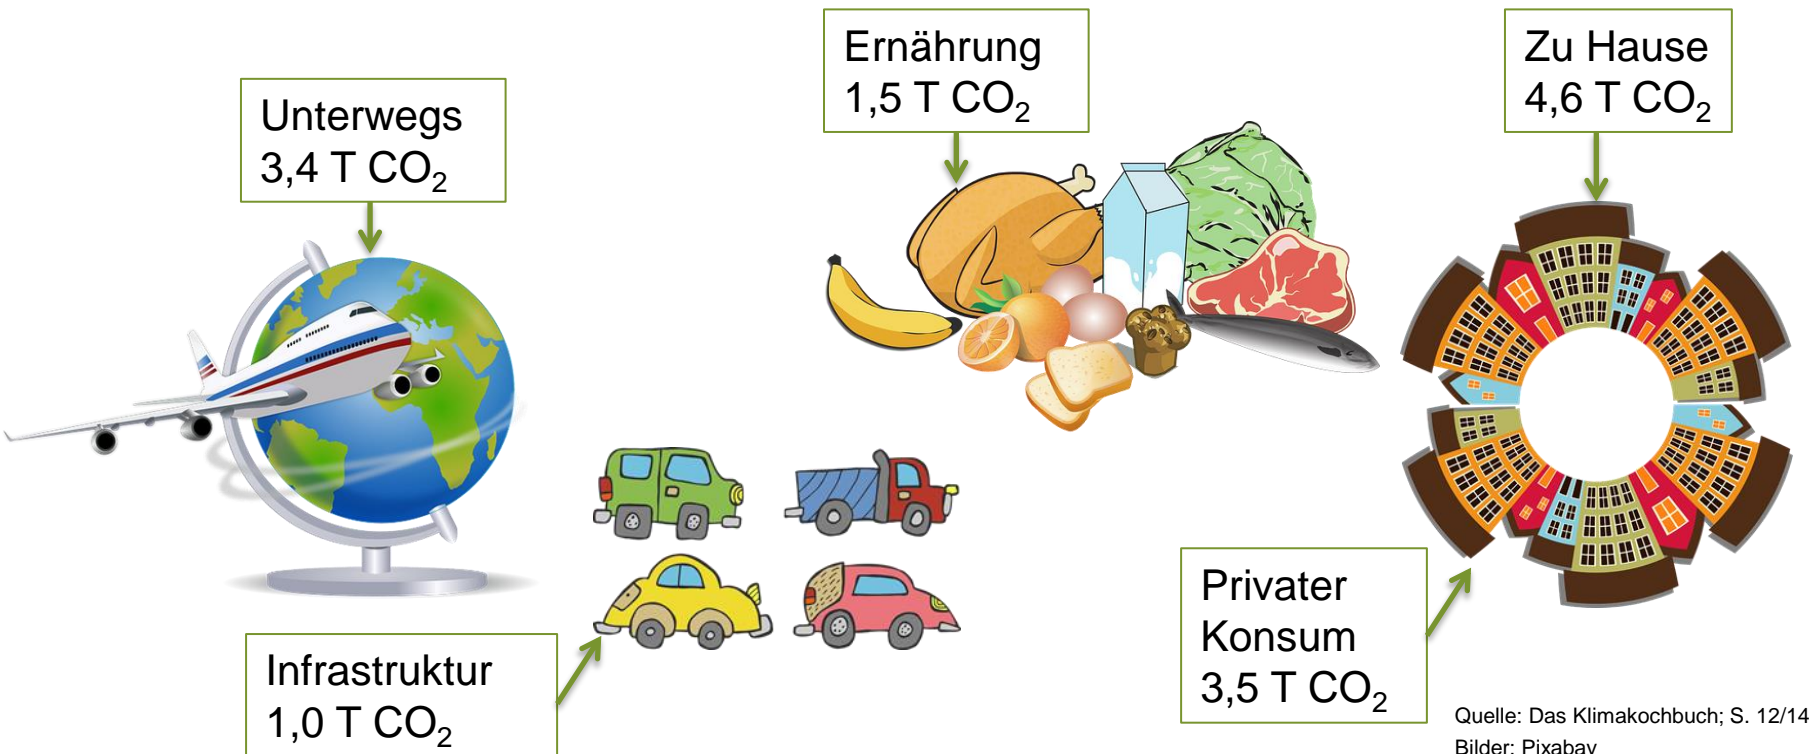 Unterwegs
3,4 T CO₂
Ernährung
1,5 T CO₂
Zu Hause
4,6 T CO₂
Infrastruktur
1,0 T CO₂
Privater
Konsum
3,5 T CO₂
Quelle: Das Klimakochbuch; S. 12/14
Bilder: Pixabay